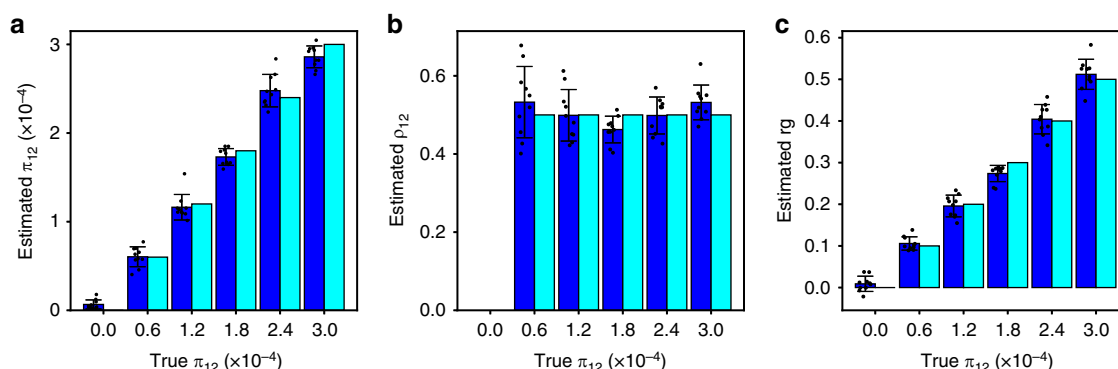 a
Estimated π12 (×10−4)
3
2
1
0
0.0 0.6 1.2 1.8 2.4 3.0
True π12 (×10−4)
b
Estimated ρ12
0.6
0.4
0.2
0.0
0.0 0.6 1.2 1.8 2.4 3.0
True π12 (×10−4)
c
Estimated rg
0.6
0.5
0.4
0.3
0.2
0.1
0.0
0.0 0.6 1.2 1.8 2.4 3.0
True π12 (×10−4)